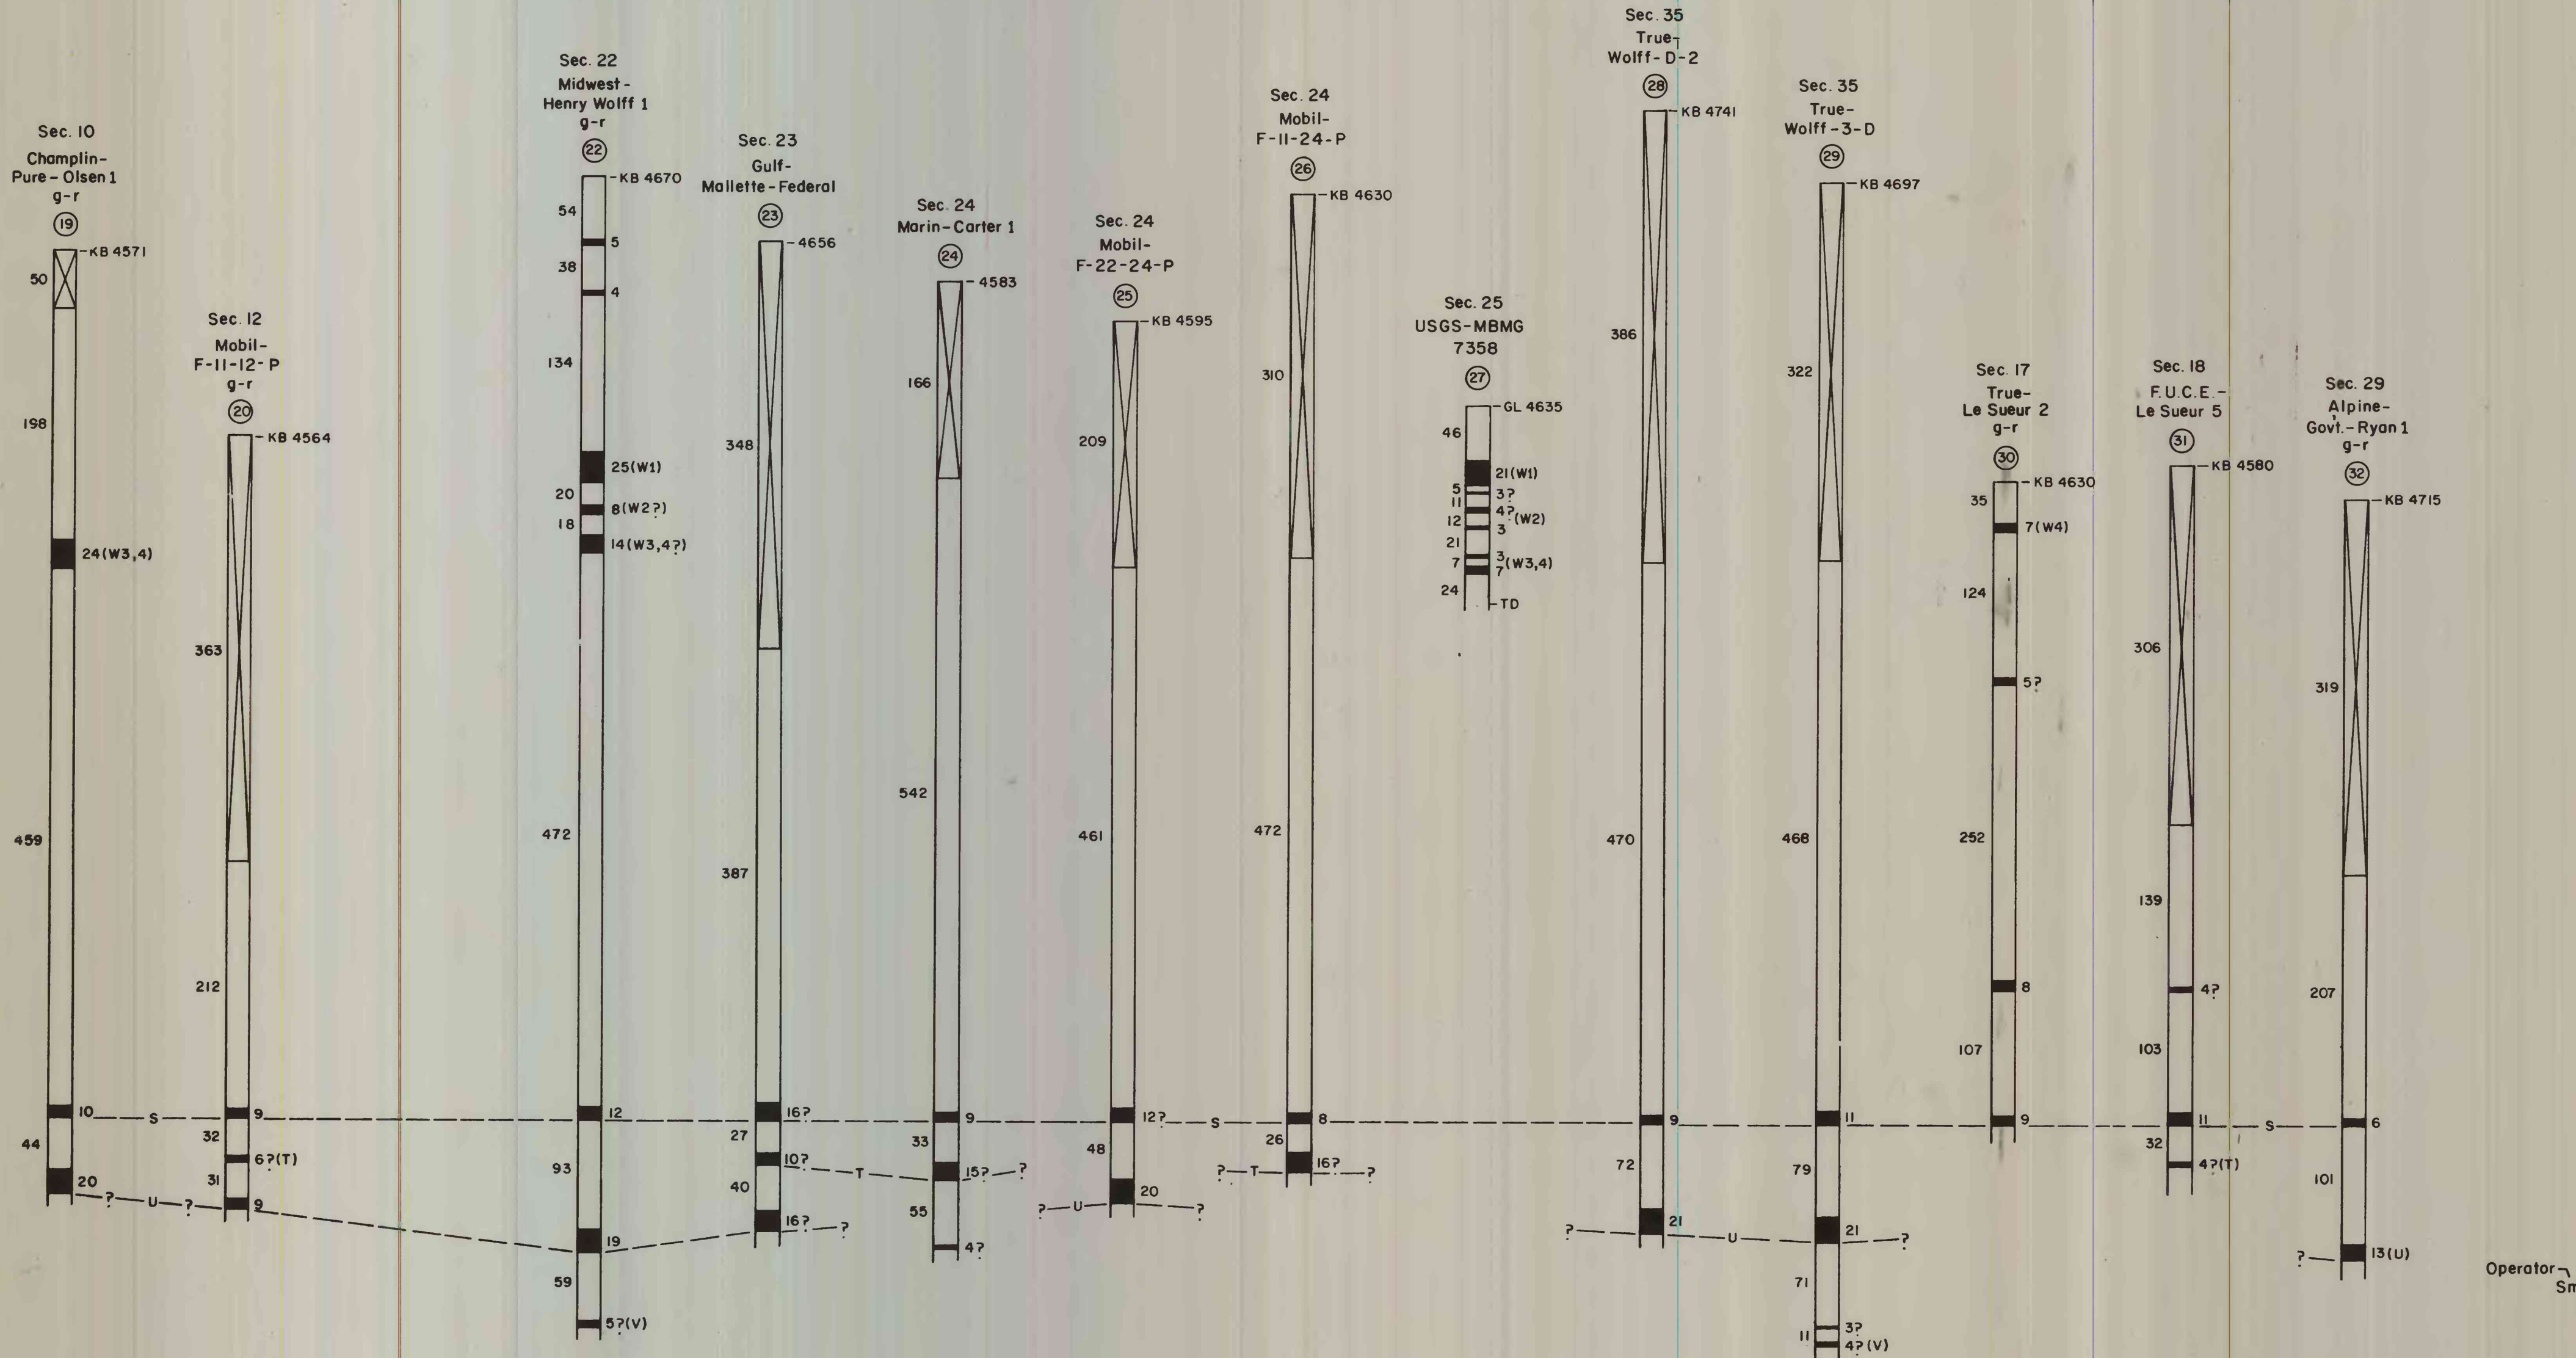 Sec. 10
Champlin-
Pure-Olsen 1
g-r
19
KB 4571
50
198
24(W3,4)
459
10
S
44
20
?
U
?
Sec. 12
Mobil-
F-11-12-P
g-r
20
KB 4564
363
212
9
32
6?(T)
31
9
Sec. 22
Midwest-
Henry Wolff 1
g-r
22
KB 4670
54
5
38
4
134
25(W1)
20
8(W2?)
18
14(W3,4?)
472
12
93
19
59
5?(V)
Sec. 23
Gulf-
Mallette-Federal
23
4656
348
387
16?
27
10?
T
40
16?
?
Sec. 24
Marin-Carter 1
24
4583
166
542
9
33
15?
?
55
4?
Sec. 24
Mobil-
F-22-24-P
25
KB 4595
209
461
12?
S
48
20
?
U
?
Sec. 24
Mobil-
F-11-24-P
26
KB 4630
310
472
8
26
?
T
16?
?
Sec. 25
USGS-MBMG
7358
27
GL 4635
46
21(W1)
5
3?
11
4?
(W2)
12
3
21
3
(W3,4)
7
7
24
TD
Sec. 35
True-
Wolff-D-2
28
KB 4741
386
470
9
72
21
?
U
Sec. 35
True-
Wolff-3-D
29
KB 4697
322
468
11
79
21
?
71
3?
11
4?(V)
Sec. 17
True-
Le Sueur 2
g-r
30
KB 4630
35
7(W4)
124
5?
252
8
107
9
Sec. 18
F.U.C.E.-
Le Sueur 5
31
KB 4580
306
139
4?
103
11
S
32
4?(T)
Sec. 29
Alpine-
Govt.-Ryan 1
g-r
32
KB 4715
319
207
6
101
?
13(U)
Operator
Sm